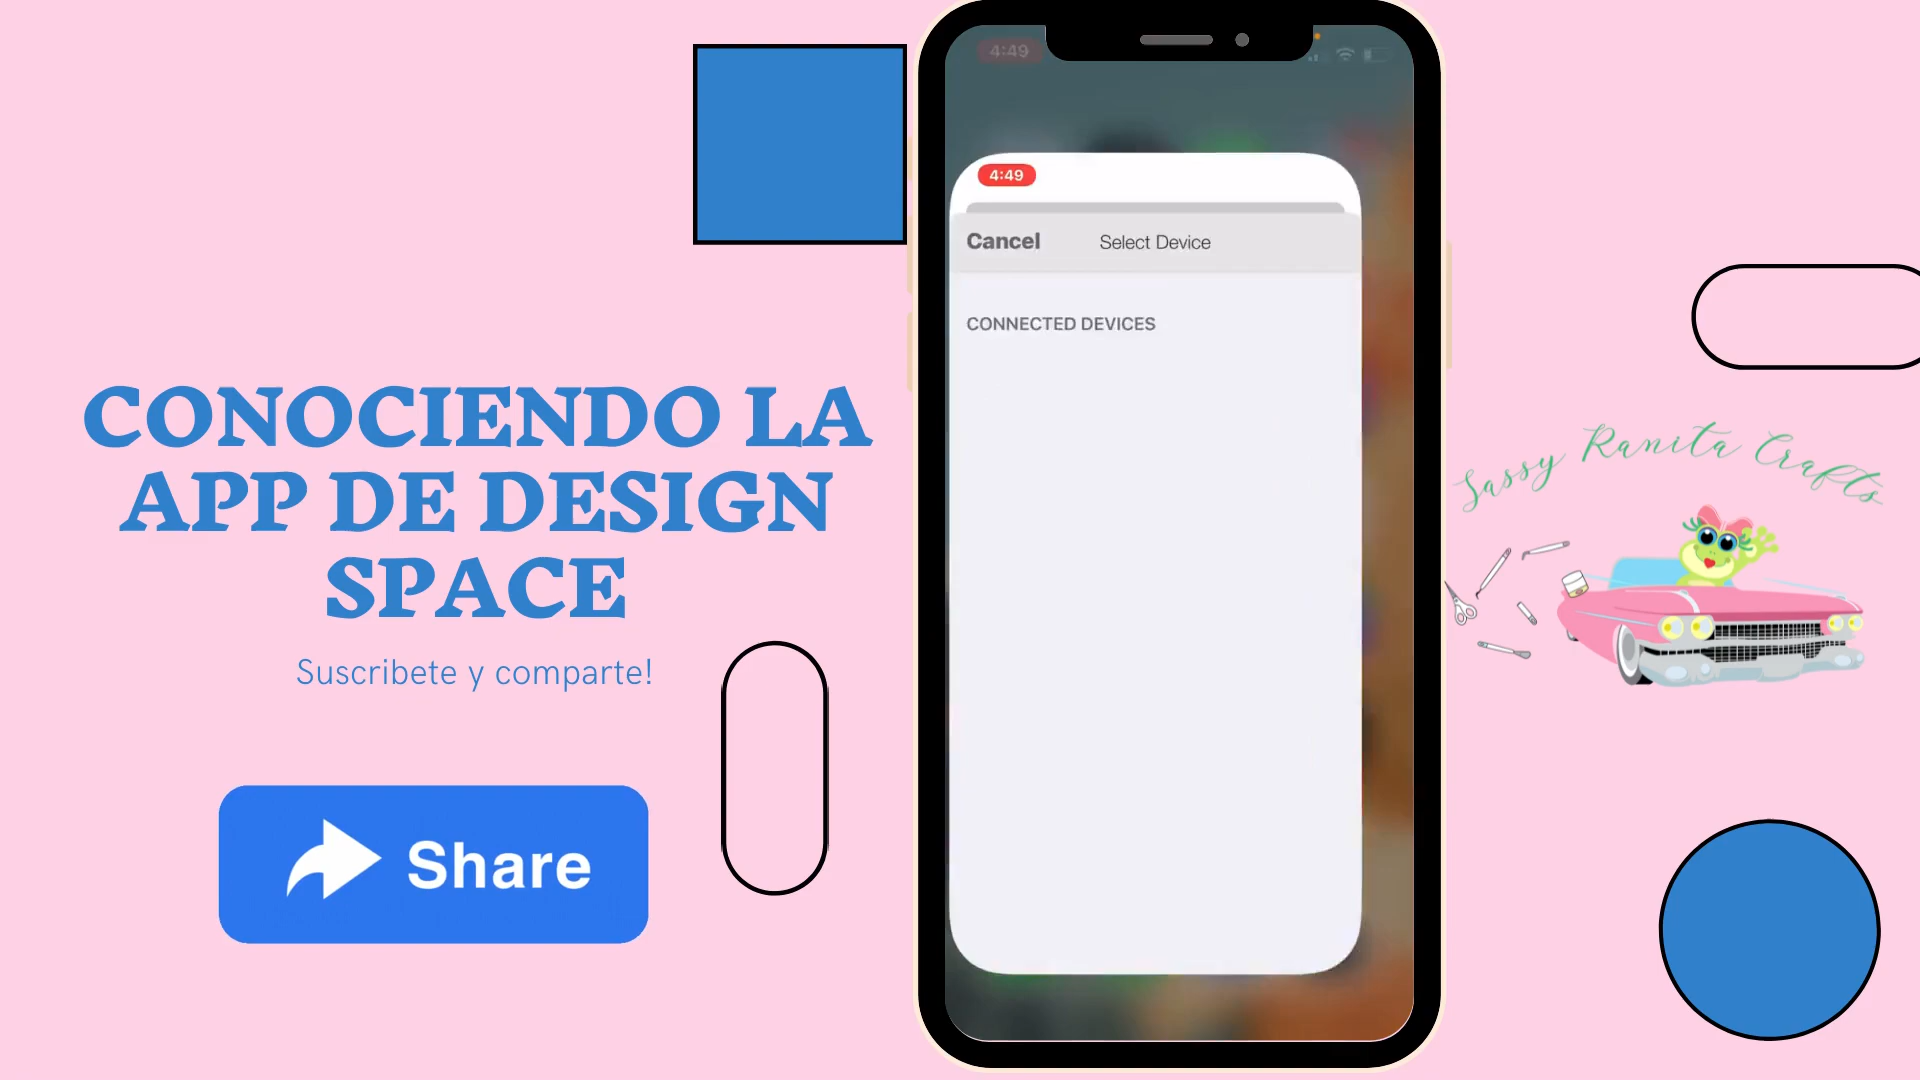 CONOCIENDO LA
APP DE DESIGN
SPACE
Suscribete y comparte!
Share
4:49
4:49
Cancel Select Device
CONNECTED DEVICES
Sassy Ranita Crafts